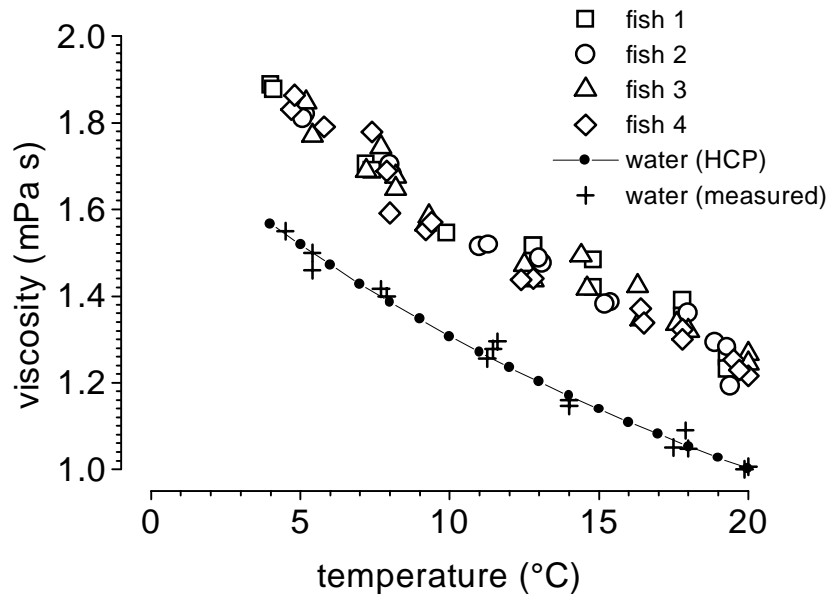 fish 1
fish 2
fish 3
fish 4
water (HCP)
water (measured)
viscosity (mPa s)
2.0
1.8
1.6
1.4
1.2
1.0
0 5 10 15 20
temperature (°C)